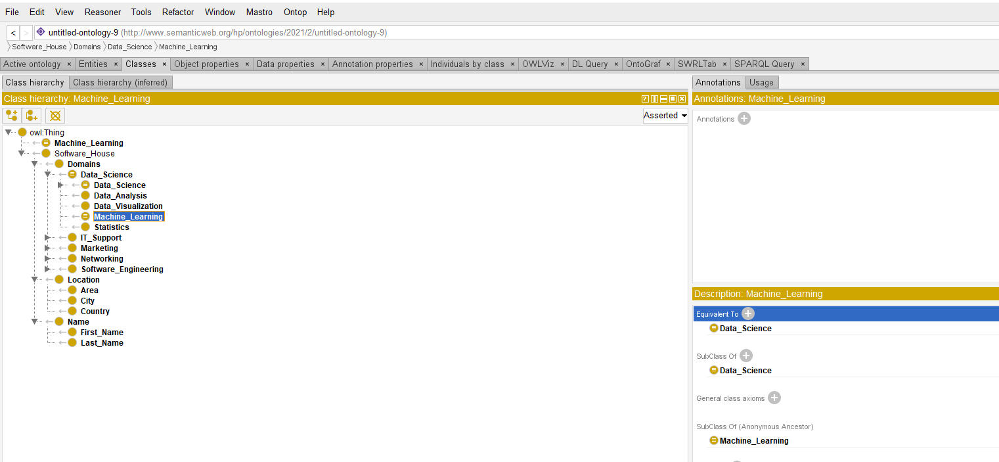 File Edit View Reasoner Tools Refactor Window Mastro Ontop Help
< > untitled-ontology-9 (http://www.semanticweb.org/hp/ontologies/2021/2/untitled-ontology-9)
Software_House Domains Data_Science Machine_Learning
Active ontology × Entities × Classes × Object properties × Data properties × Annotation properties × Individuals by class × OWLViz × DL Query × OntoGraf × SWRLTab × SPARQL Query ×
Class hierarchy Class hierarchy (inferred)
Class hierarchy: Machine_Learning
Asserted
owl:Thing
Machine_Learning
Software_House
Domains
Data_Science
Data_Science
Data_Analysis
Data_Visualization
Machine_Learning
Statistics
IT_Support
Marketing
Networking
Software_Engineering
Location
Area
City
Country
Name
First_Name
Last_Name
Annotations Usage
Annotations: Machine_Learning
Annotations
Description: Machine_Learning
Equivalent To
Data_Science
SubClass Of
Data_Science
General class axioms
SubClass Of (Anonymous Ancestor)
Machine_Learning